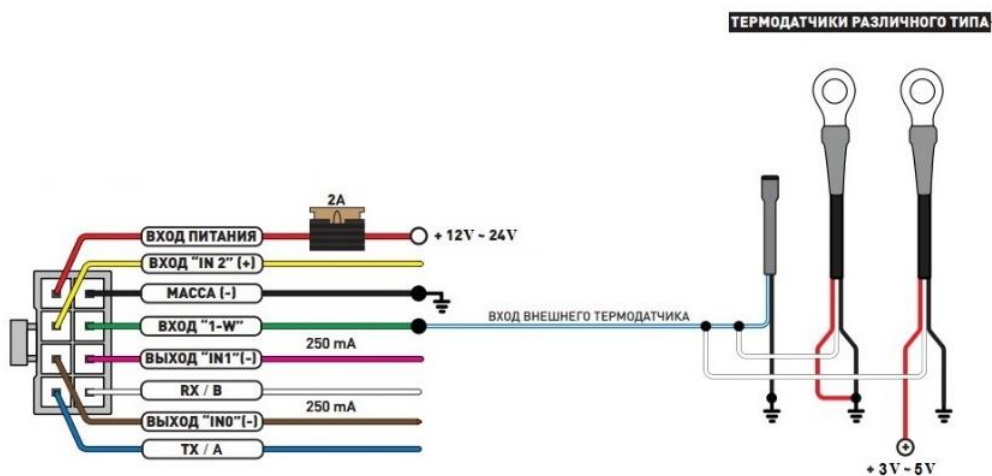 ТЕРМОДАТЧИКИ РАЗЛИЧНОГО ТИПА
2А
ВХОД ПИТАНИЯ
+ 12V ~ 24V
ВХОД "IN 2" (+)
МАССА (-)
ВХОД "1-W"
ВХОД ВНЕШНЕГО ТЕРМОДАТЧИКА
250 mA
ВЫХОД "IN1"(-)
RX / B
250 mA
ВЫХОД "IN0"(-)
TX / A
+ 3V ~ 5V